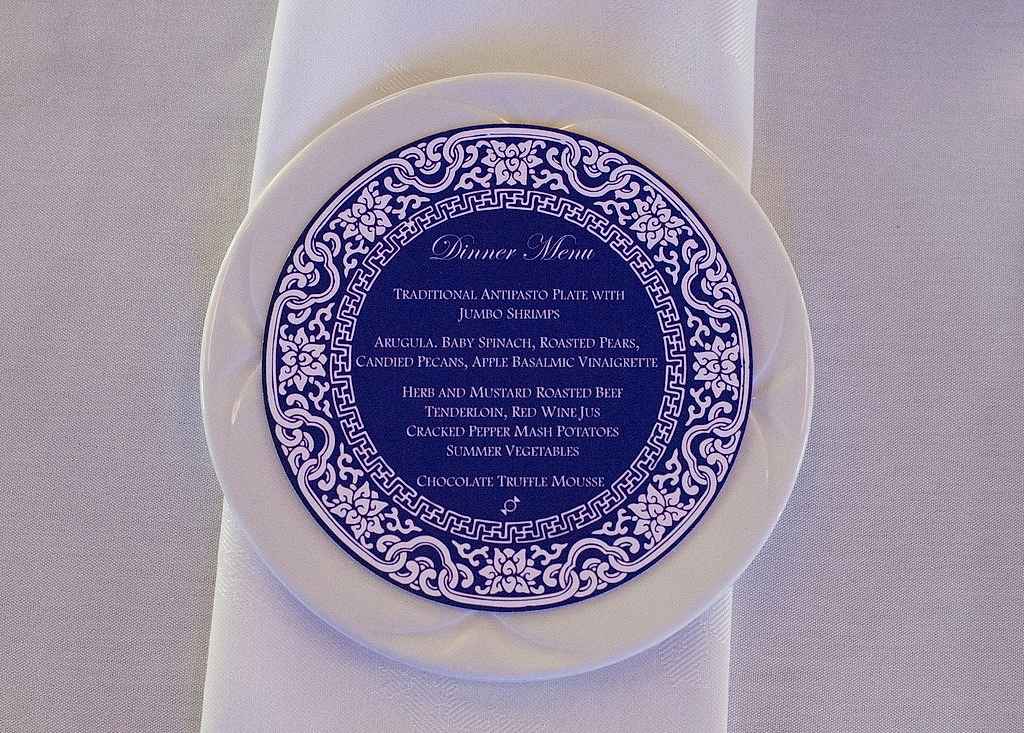 Dinner Menu
Traditional Antipasto Plate with
Jumbo Shrimps
Arugula. Baby Spinach, Roasted Pears,
Candied Pecans, Apple Basalmic Vinaigrette
Herb and Mustard Roasted Beef
Tenderloin, Red Wine Jus
Cracked Pepper Mash Potatoes
Summer Vegetables
Chocolate Truffle Mousse